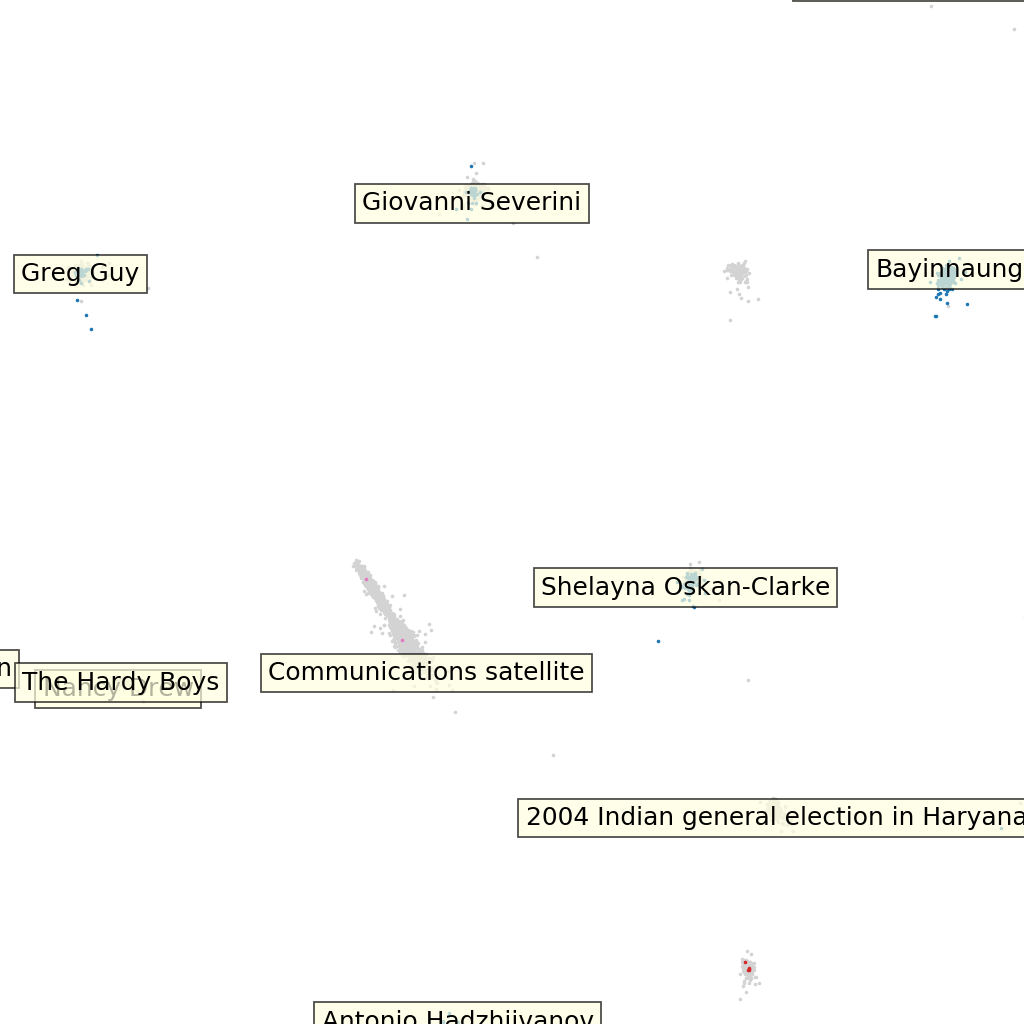 Giovanni Severini
Greg Guy
Bayinnaung
Shelayna Oskan-Clarke
n
The Hardy Boys
Nancy Drew
Communications satellite
2004 Indian general election in Haryana
Antonio Hadzhiivanov